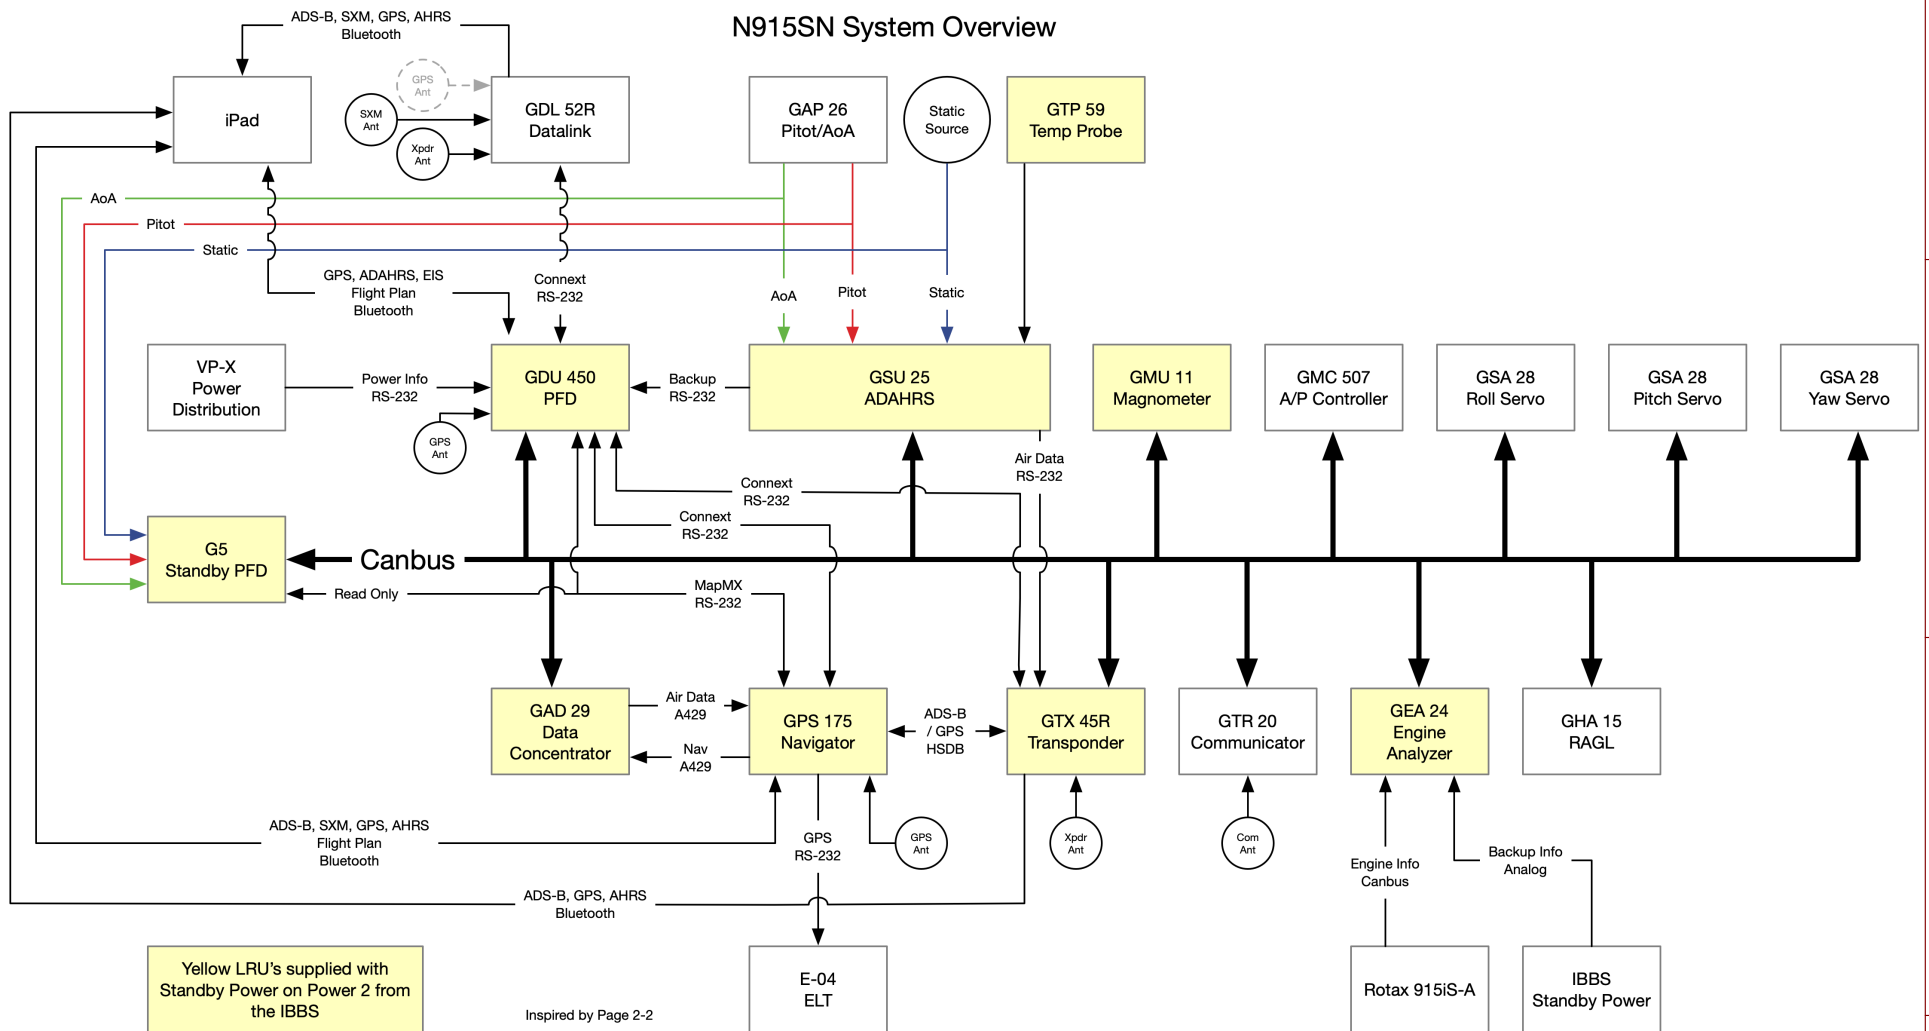 N915SN System Overview
ADS-B, SXM, GPS, AHRS
Bluetooth
iPad
GPS
Ant
SXM
Ant
Xpdr
Ant
GDL 52R
Datalink
GAP 26
Pitot/AoA
Static
Source
GTP 59
Temp Probe
AoA
Pitot
Static
GPS, ADAHRS, EIS
Flight Plan
Bluetooth
Connext
RS-232
AoA
Pitot
Static
VP-X
Power
Distribution
Power Info
RS-232
GPS
Ant
GDU 450
PFD
Backup
RS-232
GSU 25
ADAHRS
GMU 11
Magnometer
GMC 507
A/P Controller
GSA 28
Roll Servo
GSA 28
Pitch Servo
GSA 28
Yaw Servo
Air Data
RS-232
Connext
RS-232
Connext
RS-232
G5
Standby PFD
Canbus
Read Only
MapMX
RS-232
GAD 29
Data
Concentrator
Air Data
A429
Nav
A429
GPS 175
Navigator
ADS-B
/ GPS
HSDB
GTX 45R
Transponder
GTR 20
Communicator
GEA 24
Engine
Analyzer
GHA 15
RAGL
ADS-B, SXM, GPS, AHRS
Flight Plan
Bluetooth
GPS
RS-232
GPS
Ant
Xpdr
Ant
Com
Ant
Engine Info
Canbus
Backup Info
Analog
ADS-B, GPS, AHRS
Bluetooth
Yellow LRU's supplied with
Standby Power on Power 2 from
the IBBS
Inspired by Page 2-2
E-04
ELT
Rotax 915iS-A
IBBS
Standby Power